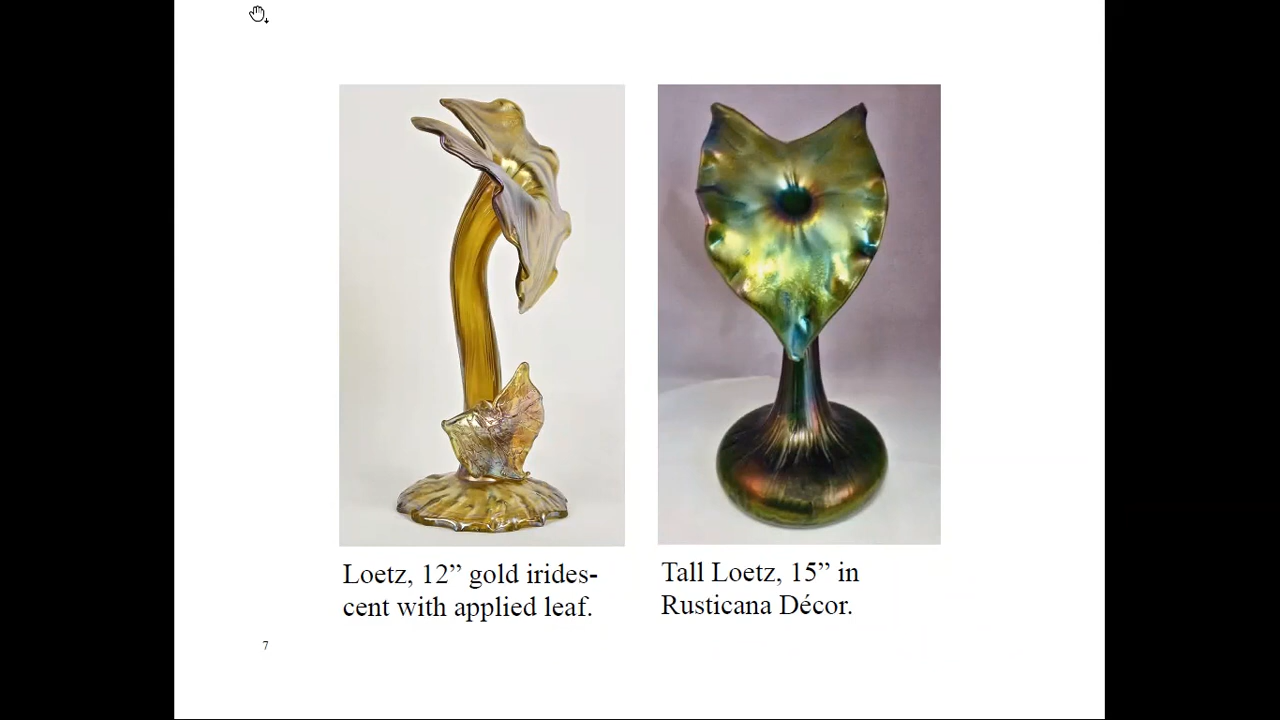 Loetz, 12” gold irides-
cent with applied leaf.
Tall Loetz, 15” in
Rusticana Décor.
7